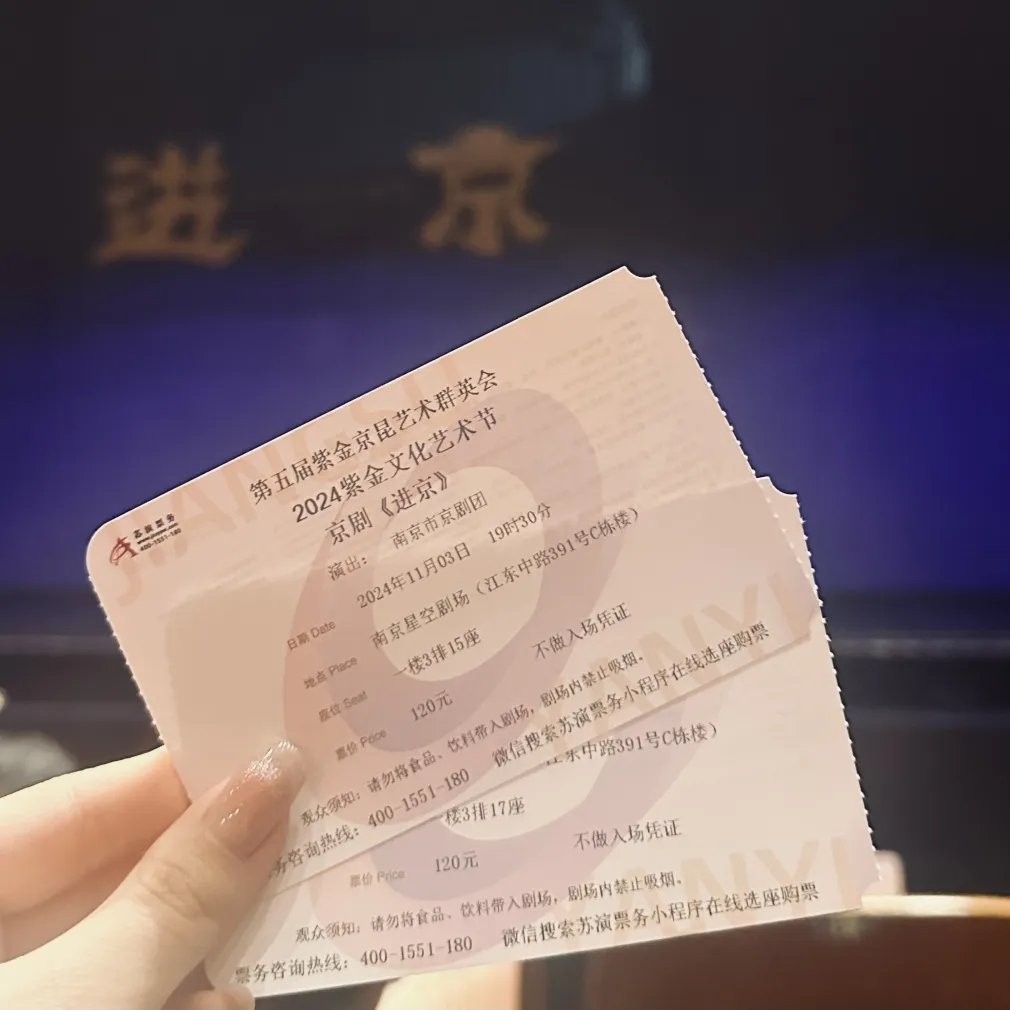 进京
苏演票务
400-1551-180
第五届紫金京昆艺术群英会
2024紫金文化艺术节
京剧《进京》
演出: 南京市京剧团
日期 Date 2024年11月03日 19时30分
地点 Place 南京星空剧场（江东中路391号C栋楼）
座位 Seat 一楼3排15座 不做入场凭证
票价 Price 120元
观众须知: 请勿将食品、饮料带入剧场，剧场内禁止吸烟。
务咨询热线: 400-1551-180 微信搜索苏演票务小程序在线选座购票
江东中路391号C栋楼）
一楼3排17座 不做入场凭证
票价 Price 120元
观众须知: 请勿将食品、饮料带入剧场，剧场内禁止吸烟。
票务咨询热线: 400-1551-180 微信搜索苏演票务小程序在线选座购票